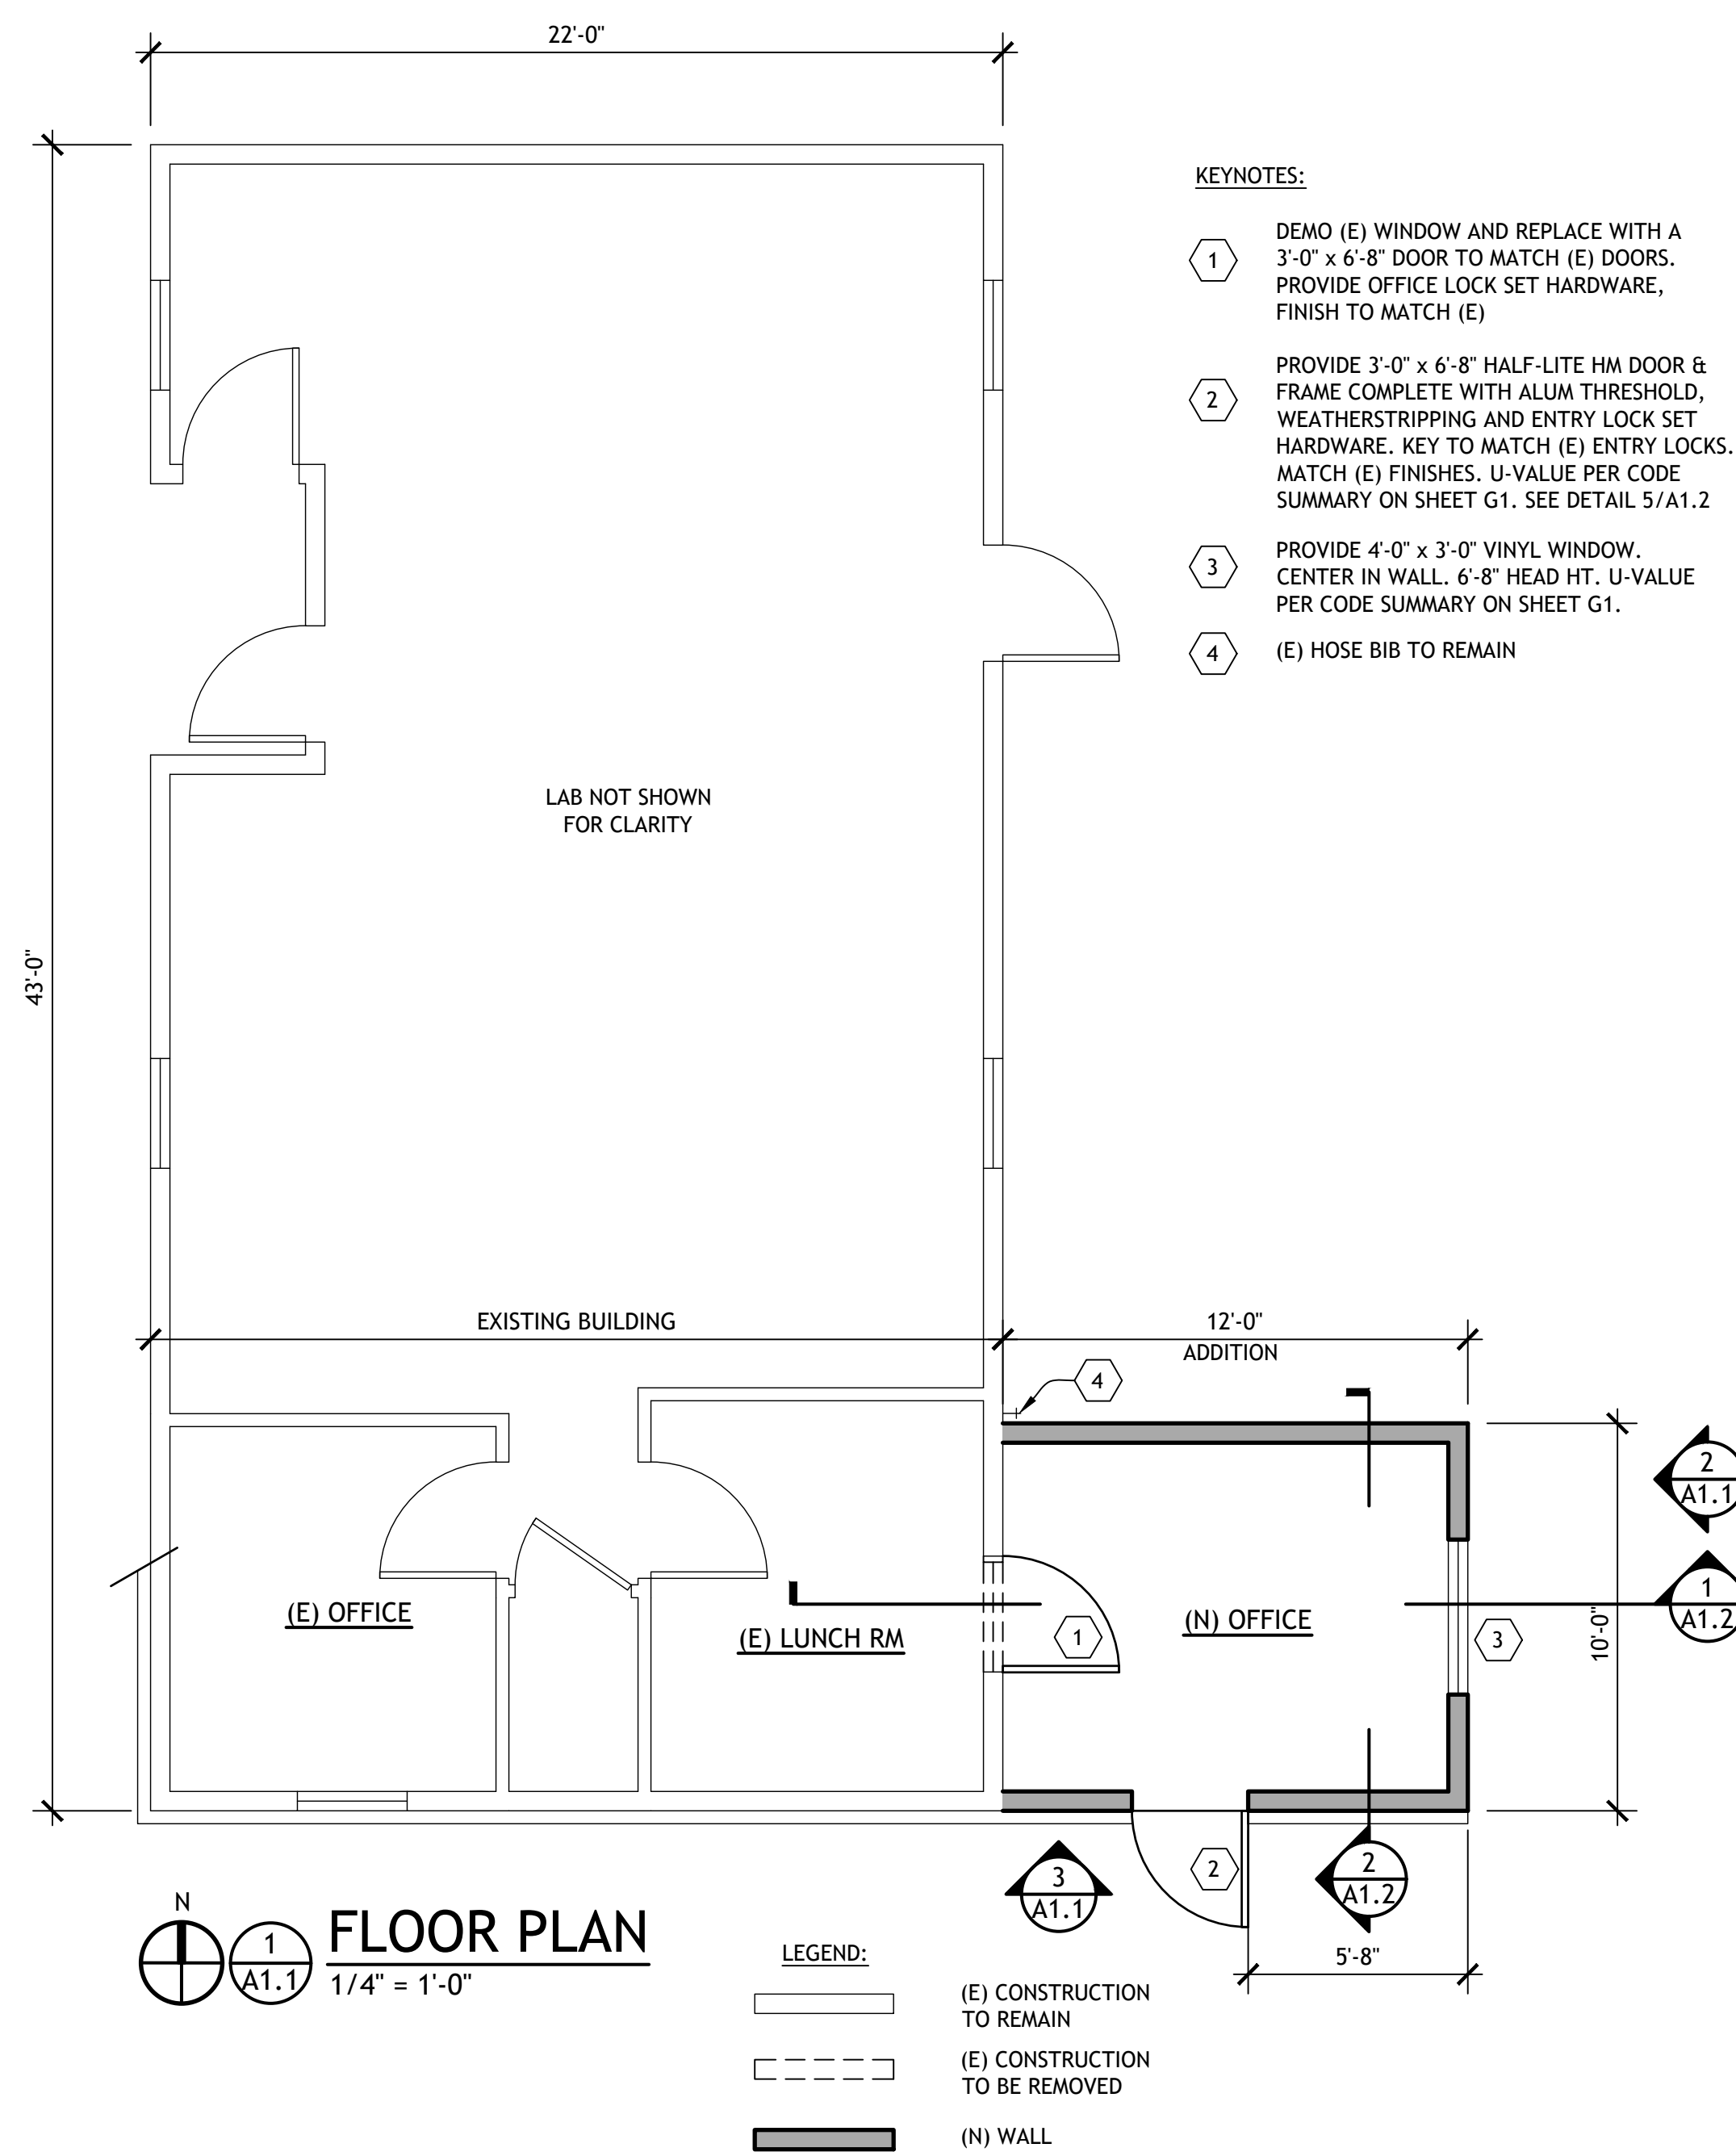 22'-0"
KEYNOTES:
1
DEMO (E) WINDOW AND REPLACE WITH A
3'-0" x 6'-8" DOOR TO MATCH (E) DOORS.
PROVIDE OFFICE LOCK SET HARDWARE,
FINISH TO MATCH (E)
2
PROVIDE 3'-0" x 6'-8" HALF-LITE HM DOOR &
FRAME COMPLETE WITH ALUM THRESHOLD,
WEATHERSTRIPPING AND ENTRY LOCK SET
HARDWARE. KEY TO MATCH (E) ENTRY LOCKS.
MATCH (E) FINISHES. U-VALUE PER CODE
SUMMARY ON SHEET G1. SEE DETAIL 5/A1.2
3
PROVIDE 4'-0" x 3'-0" VINYL WINDOW.
CENTER IN WALL. 6'-8" HEAD HT. U-VALUE
PER CODE SUMMARY ON SHEET G1.
4
(E) HOSE BIB TO REMAIN
LAB NOT SHOWN
FOR CLARITY
43'-0"
EXISTING BUILDING
12'-0"
ADDITION
4
2
A1.1
1
A1.2
10'-0"
(E) OFFICE
(E) LUNCH RM
1
(N) OFFICE
3
2
3
A1.1
2
A1.2
5'-8"
N
1
A1.1
FLOOR PLAN
1/4" = 1'-0"
LEGEND:
(E) CONSTRUCTION
TO REMAIN
(E) CONSTRUCTION
TO BE REMOVED
(N) WALL